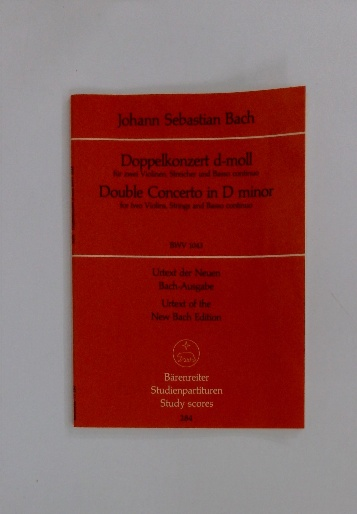 Johann Sebastian Bach
Doppelkonzert d-moll
für zwei Violinen, Streicher und Basso continuo
Double Concerto in D minor
for two Violins, Strings and Basso continuo
BWV 1043
Urtext der Neuen
Bach-Ausgabe
Urtext of the
New Bach Edition
Bärenreiter
Studienpartituren
Study scores
284